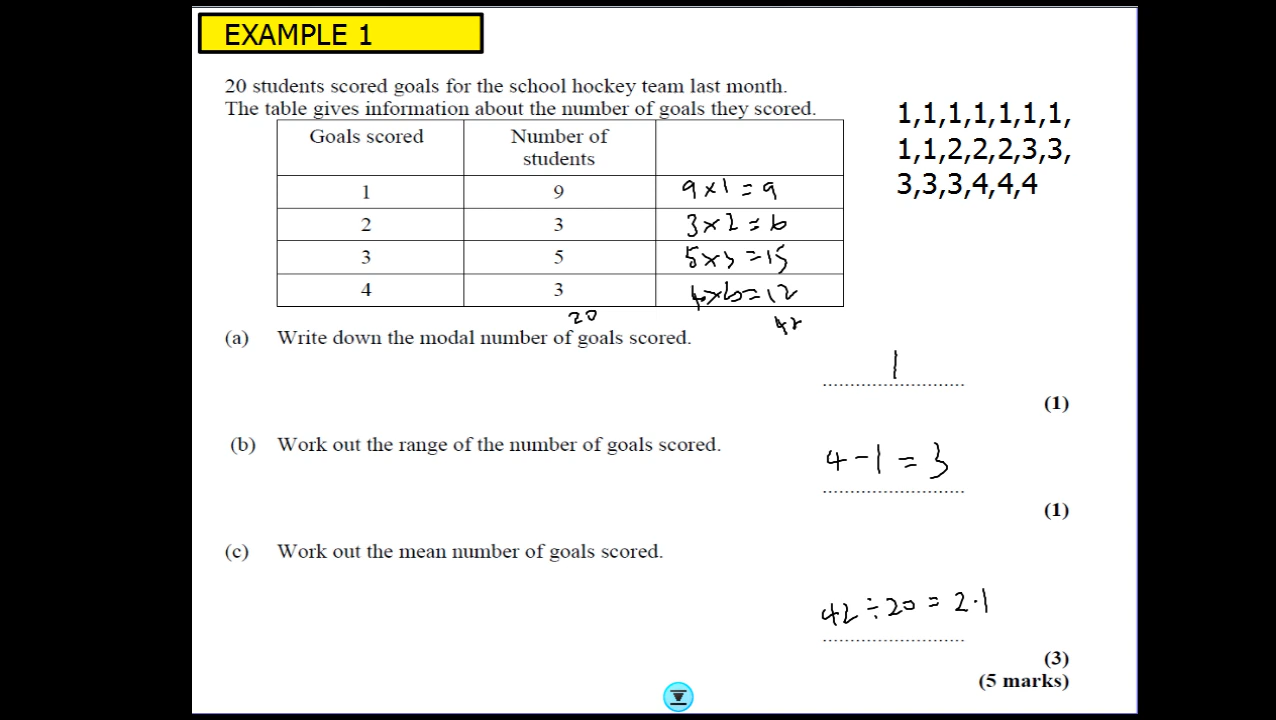 EXAMPLE 1
20 students scored goals for the school hockey team last month.
The table gives information about the number of goals they scored.
Goals scored Number of students
1 9 9 × 1 = 9
2 3 3 × 2 = 6
3 5 5 × 3 = 15
4 3 = 12
20 42
1,1,1,1,1,1,1,
1,1,2,2,2,3,3,
3,3,3,4,4,4
(a) Write down the modal number of goals scored.
1
(1)
(b) Work out the range of the number of goals scored.
4 - 1 = 3
(1)
(c) Work out the mean number of goals scored.
42 ÷ 20 = 2.1
(3)
(5 marks)